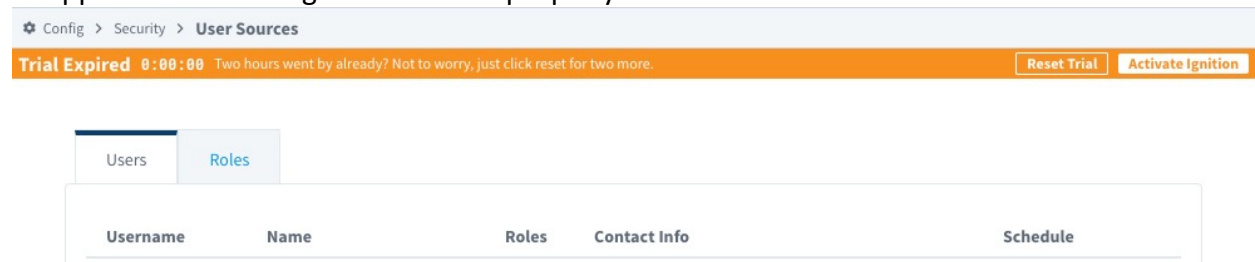 Config > Security > User Sources
Trial Expired 0:00:00 Two hours went by already? Not to worry, just click reset for two more. Reset Trial Activate Ignition
Users Roles
Username Name Roles Contact Info Schedule